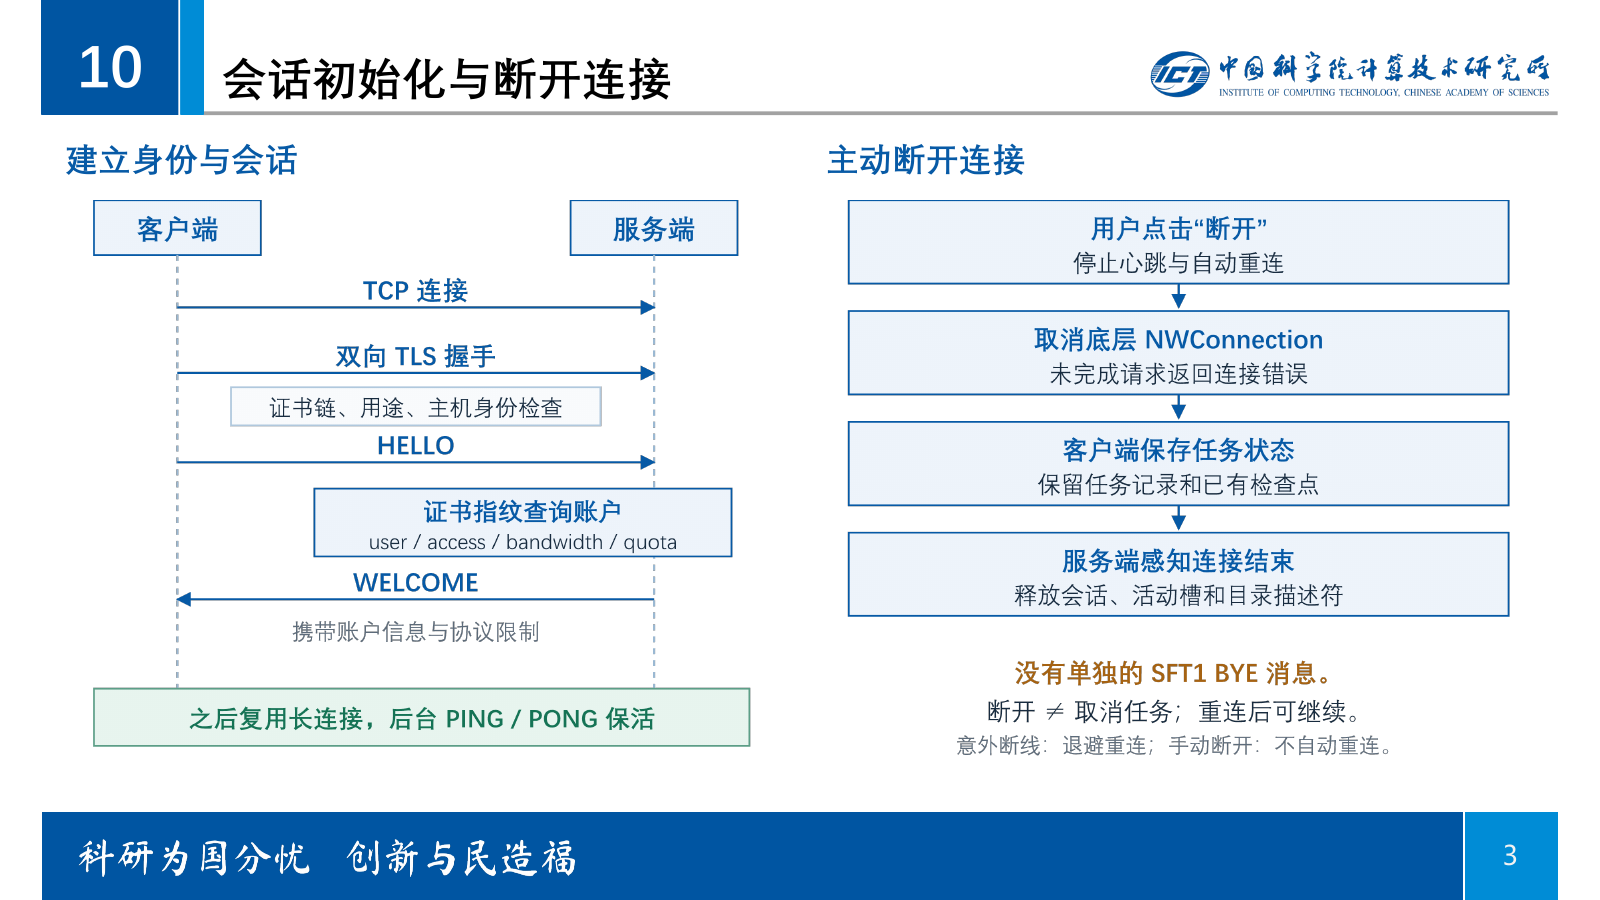 10
会话初始化与断开连接
ICT
中国科学院计算技术研究所
INSTITUTE OF COMPUTING TECHNOLOGY, CHINESE ACADEMY OF SCIENCES
建立身份与会话
客户端
服务端
TCP 连接
双向 TLS 握手
证书链、用途、主机身份检查
HELLO
证书指纹查询账户
user / access / bandwidth / quota
WELCOME
携带账户信息与协议限制
之后复用长连接，后台 PING / PONG 保活
主动断开连接
用户点击“断开”
停止心跳与自动重连
取消底层 NWConnection
未完成请求返回连接错误
客户端保存任务状态
保留任务记录和已有检查点
服务端感知连接结束
释放会话、活动槽和目录描述符
没有单独的 SFT1 BYE 消息。
断开 ≠ 取消任务；重连后可继续。
意外断线：退避重连；手动断开：不自动重连。
科研为国分忧 创新与民造福
3